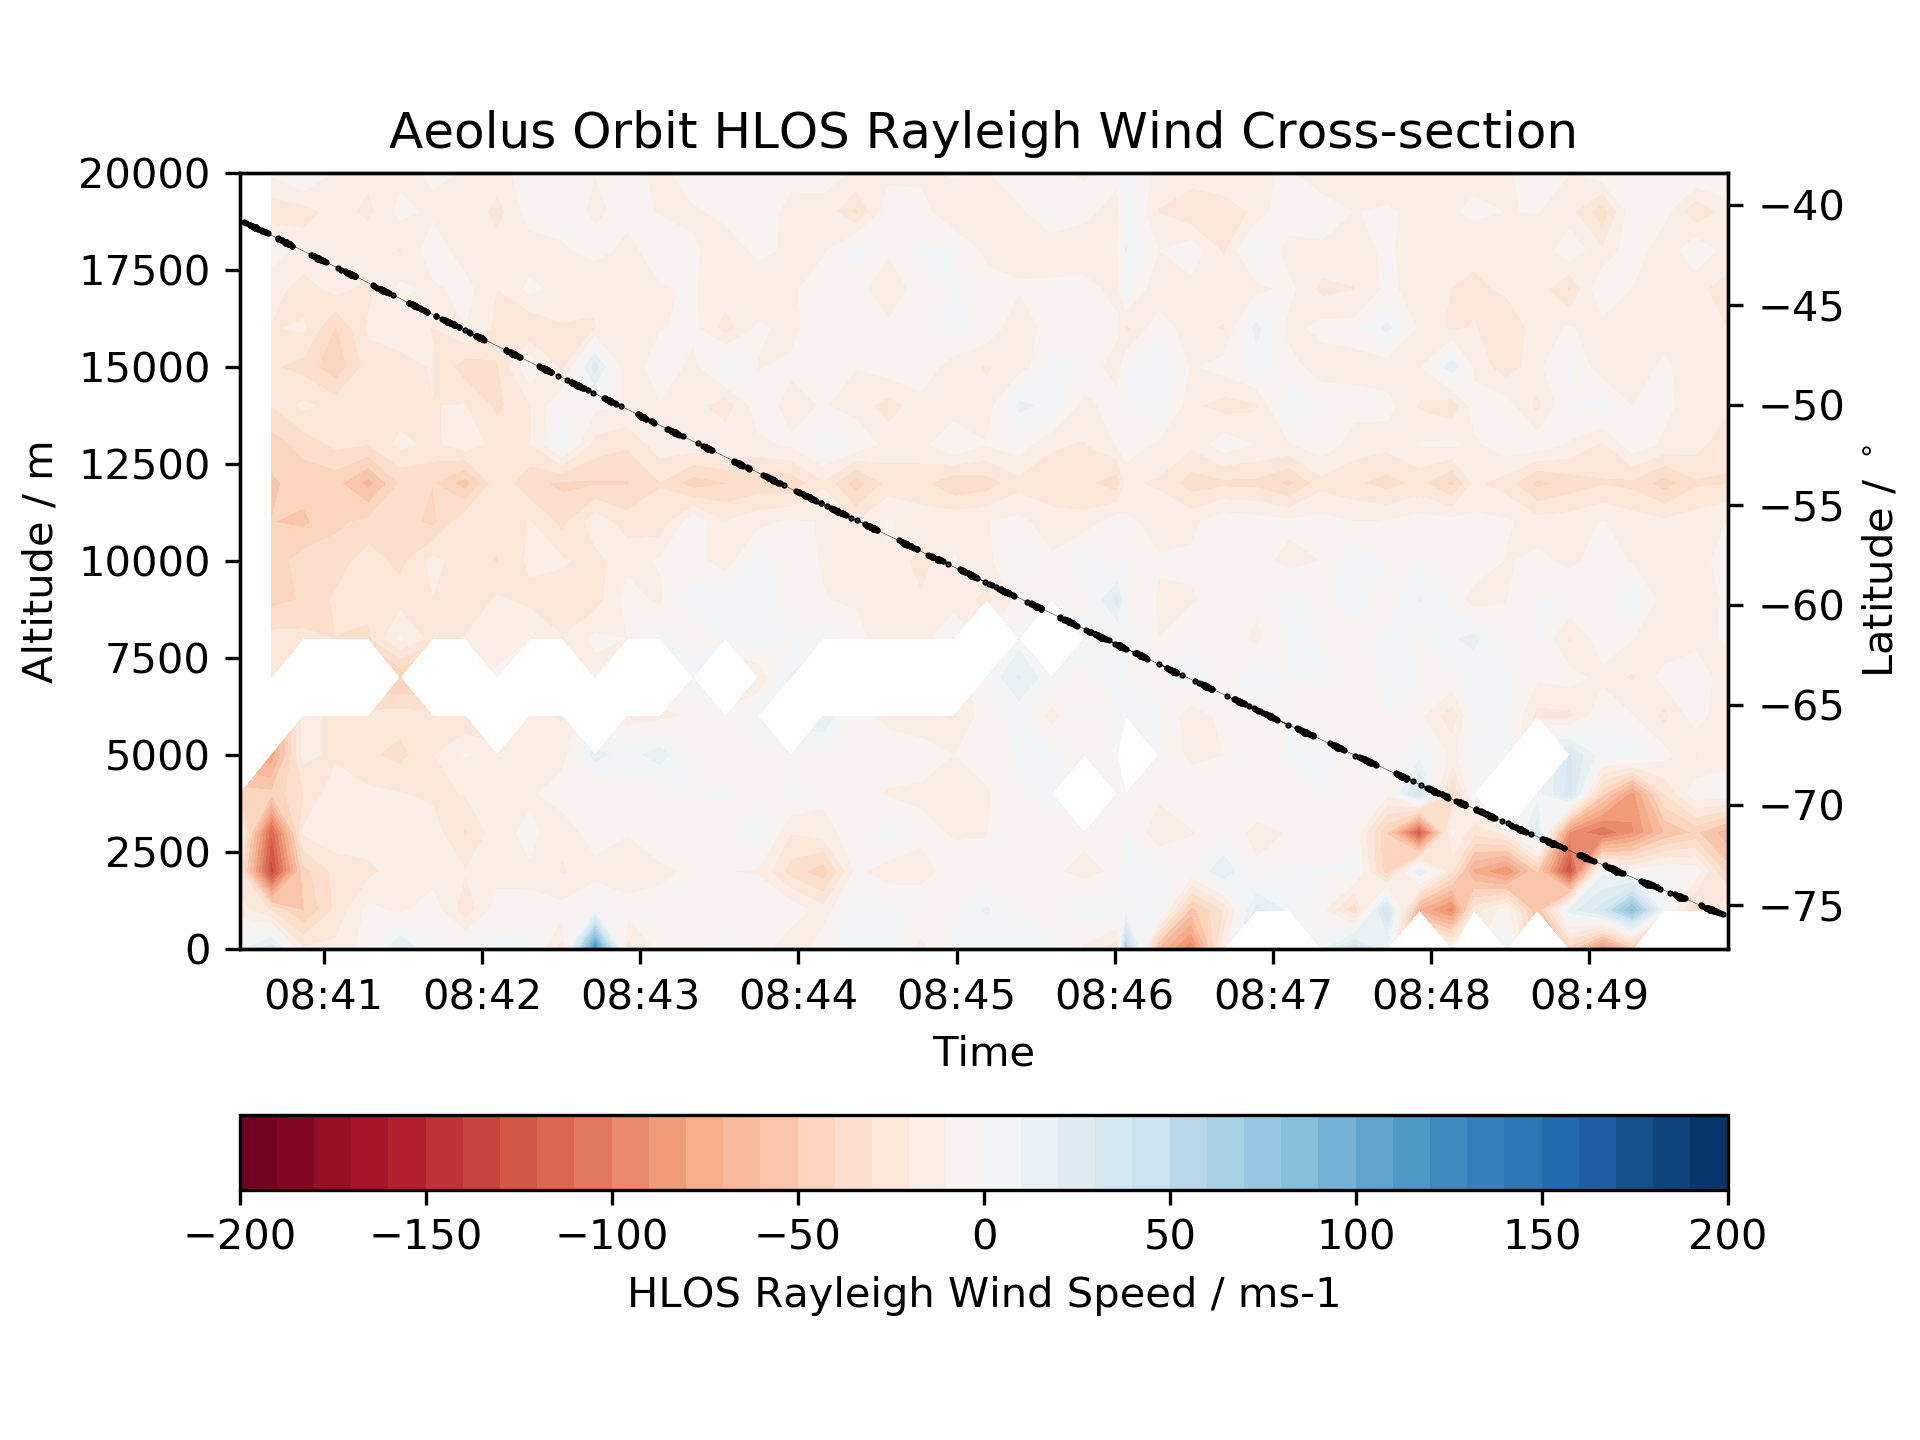 Aeolus Orbit HLOS Rayleigh Wind Cross-section
20000
17500
15000
12500
10000
7500
5000
2500
0
Altitude / m
−40
−45
−50
−55
−60
−65
−70
−75
Latitude / °
08:41 08:42 08:43 08:44 08:45 08:46 08:47 08:48 08:49
Time
−200 −150 −100 −50 0 50 100 150 200
HLOS Rayleigh Wind Speed / ms-1